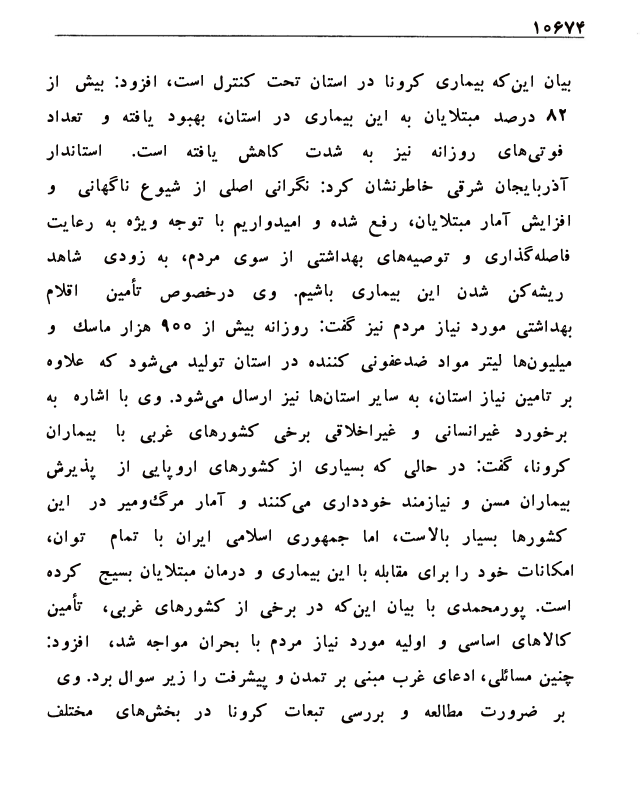 ۱۰۶۷۴
بیان این‌که بیماری کرونا در استان تحت کنترل است، افزود: بیش از
۸۲ درصد مبتلایان به این بیماری در استان، بهبود یافته و تعداد
فوتی‌های روزانه نیز به شدت کاهش یافته است. استاندار
آذربایجان شرقی خاطرنشان کرد: نگرانی اصلی از شیوع ناگهانی و
افزایش آمار مبتلایان، رفع شده و امیدواریم با توجه ویژه به رعایت
فاصله‌گذاری و توصیه‌های بهداشتی از سوی مردم، به زودی شاهد
ریشه‌کن شدن این بیماری باشیم. وی درخصوص تأمین اقلام
بهداشتی مورد نیاز مردم نیز گفت: روزانه بیش از ۹۰۰ هزار ماسك و
میلیون‌ها لیتر مواد ضدعفونی کننده در استان تولید می‌شود که علاوه
بر تامین نیاز استان، به سایر استان‌ها نیز ارسال می‌شود. وی با اشاره به
برخورد غیرانسانی و غیراخلاقی برخی کشورهای غربی با بیماران
کرونا، گفت: در حالی که بسیاری از کشورهای اروپایی از پذیرش
بیماران مسن و نیازمند خودداری می‌کنند و آمار مرگ‌ومیر در این
کشورها بسیار بالاست، اما جمهوری اسلامی ایران با تمام توان،
امکانات خود را برای مقابله با این بیماری و درمان مبتلایان بسیج کرده
است. پورمحمدی با بیان این‌که در برخی از کشورهای غربی، تأمین
کالاهای اساسی و اولیه مورد نیاز مردم با بحران مواجه شد، افزود:
چنین مسائلی، ادعای غرب مبنی بر تمدن و پیشرفت را زیر سوال برد. وی
بر ضرورت مطالعه و بررسی تبعات کرونا در بخش‌های مختلف